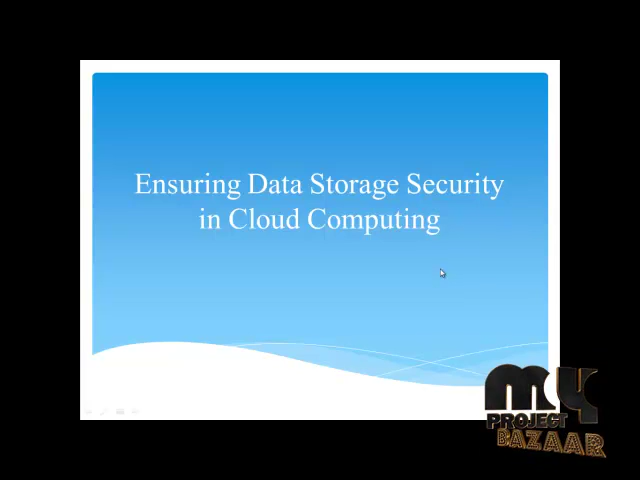 Ensuring Data Storage Security
in Cloud Computing
my
PROJECT
BAZAAR